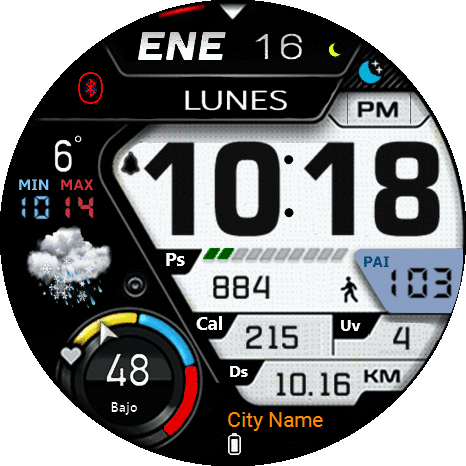 ENE 16
LUNES
PM
10:18
6°
MIN MAX
10 14
Ps
884
PAI
103
Cal
215
Uv
4
Ds
10.16 KM
48
Bajo
City Name